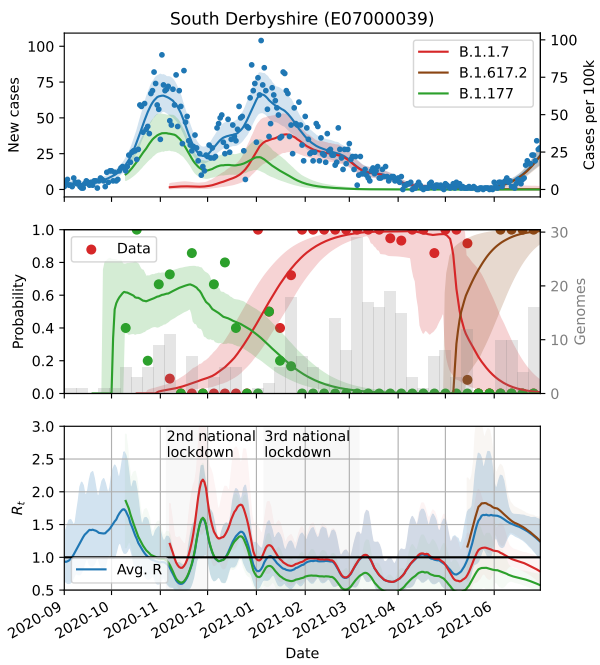 South Derbyshire (E07000039)
100
75
50
25
0
New cases
B.1.1.7
B.1.617.2
B.1.177
100
75
50
25
0
Cases per 100k
1.0
0.8
0.6
0.4
0.2
0.0
Probability
Data
30
20
10
0
Genomes
3.0
2.5
2.0
1.5
1.0
0.5
Rt
2nd national
lockdown
3rd national
lockdown
Avg. R
2020-09
2020-10
2020-11
2020-12
2021-01
2021-02
2021-03
2021-04
2021-05
2021-06
Date